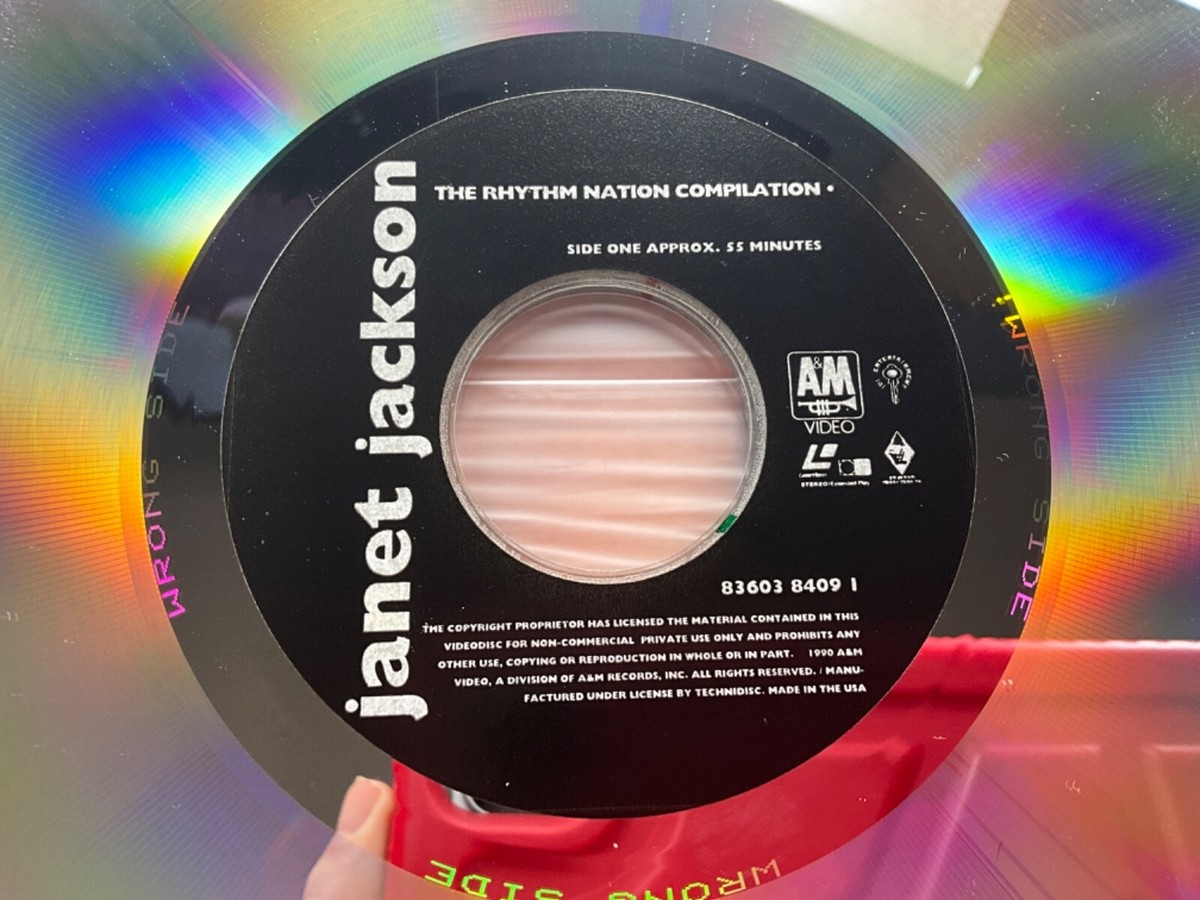 janet jackson
THE RHYTHM NATION COMPILATION •
SIDE ONE APPROX. 55 MINUTES
A&M
VIDEO
STEREO/Extended Play
83603 8409 1
THE COPYRIGHT PROPRIETOR HAS LICENSED THE MATERIAL CONTAINED IN THIS
VIDEODISC FOR NON-COMMERCIAL PRIVATE USE ONLY AND PROHIBITS ANY
OTHER USE, COPYING OR REPRODUCTION IN WHOLE OR IN PART. 1990 A&M
VIDEO, A DIVISION OF A&M RECORDS, INC. ALL RIGHTS RESERVED. / MANU-
FACTURED UNDER LICENSE BY TECHNIDISC. MADE IN THE USA
WRONG SIDE
!WRONG SIDE
WRONG SIDE